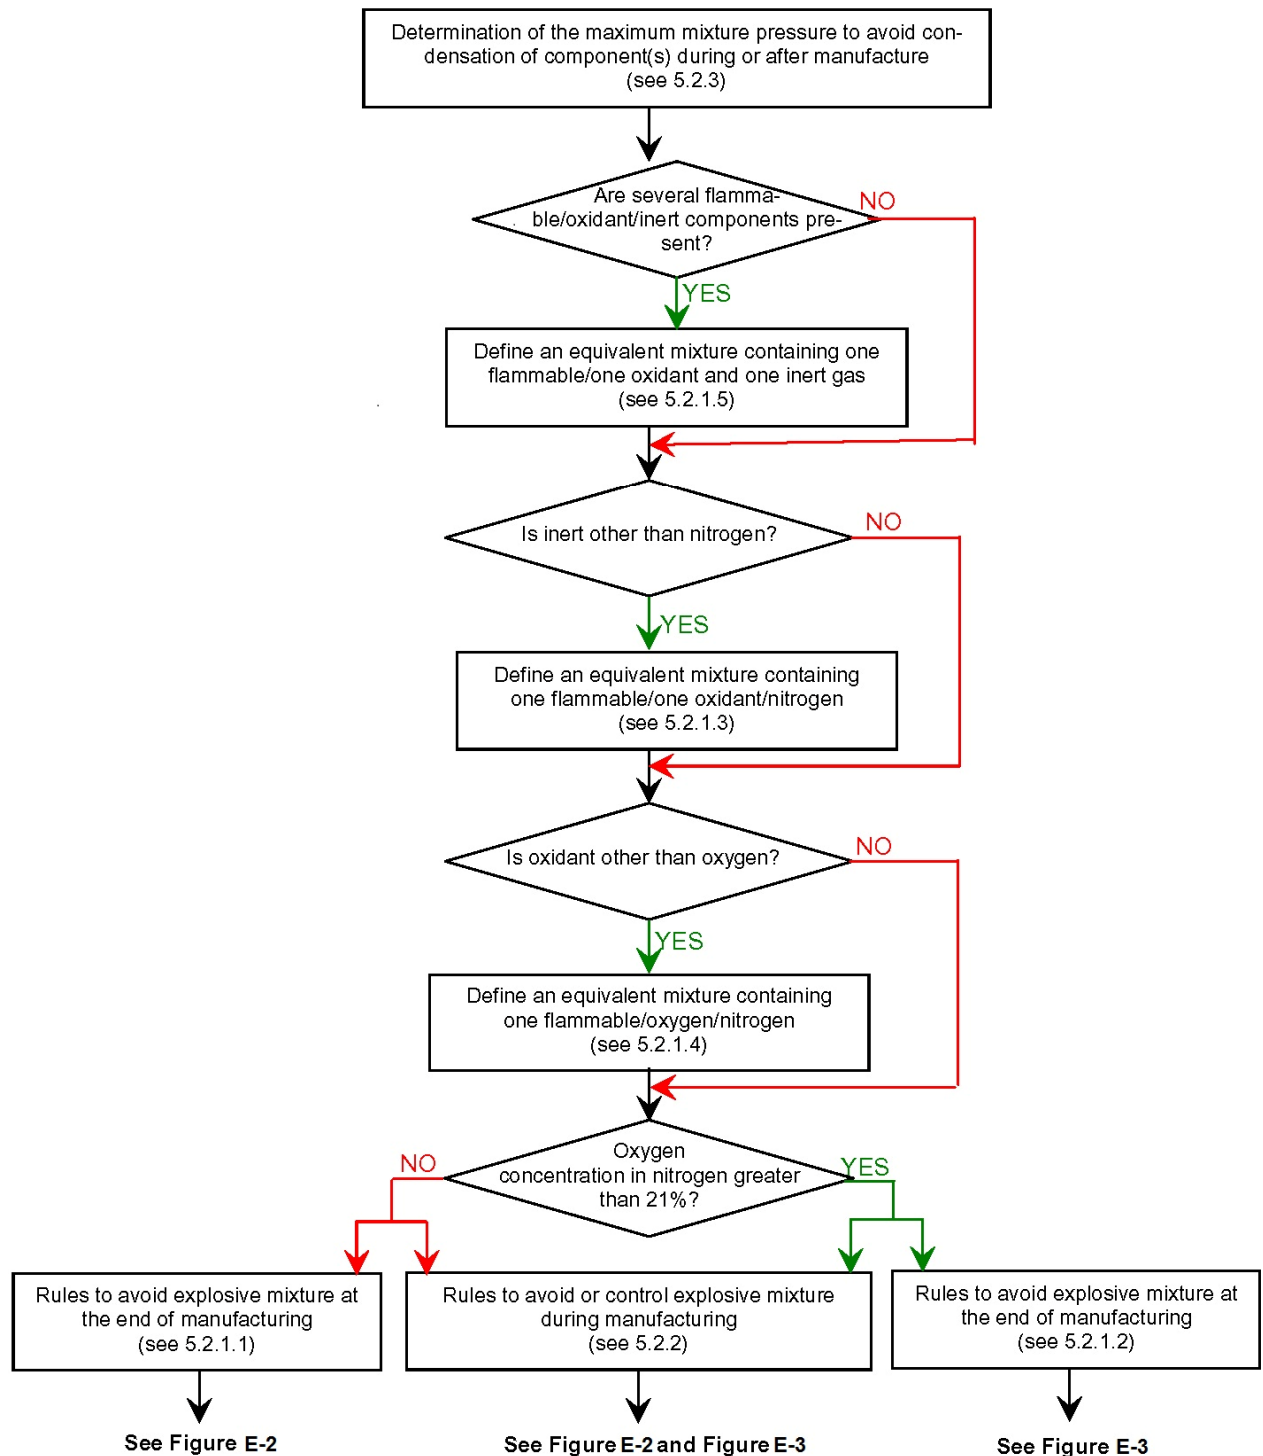 Determination of the maximum mixture pressure to avoid con-
densation of component(s) during or after manufacture
(see 5.2.3)
Are several flamma-
ble/oxidant/inert components pre-
sent?
NO
YES
Define an equivalent mixture containing one
flammable/one oxidant and one inert gas
(see 5.2.1.5)
Is inert other than nitrogen?
NO
YES
Define an equivalent mixture containing
one flammable/one oxidant/nitrogen
(see 5.2.1.3)
Is oxidant other than oxygen?
NO
YES
Define an equivalent mixture containing
one flammable/oxygen/nitrogen
(see 5.2.1.4)
Oxygen
concentration in nitrogen greater
than 21%?
NO
YES
Rules to avoid explosive mixture at
the end of manufacturing
(see 5.2.1.1)
Rules to avoid or control explosive mixture
during manufacturing
(see 5.2.2)
Rules to avoid explosive mixture at
the end of manufacturing
(see 5.2.1.2)
See Figure E-2
See Figure E-2 and Figure E-3
See Figure E-3